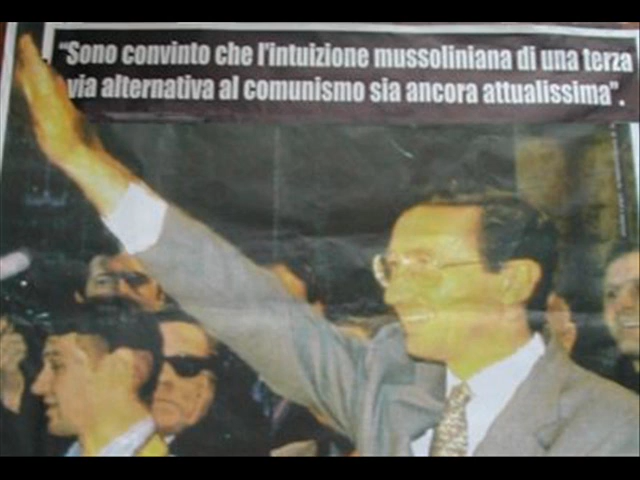 "Sono convinto che l'intuizione mussoliniana di una terza
via alternativa al comunismo sia ancora attualissima".